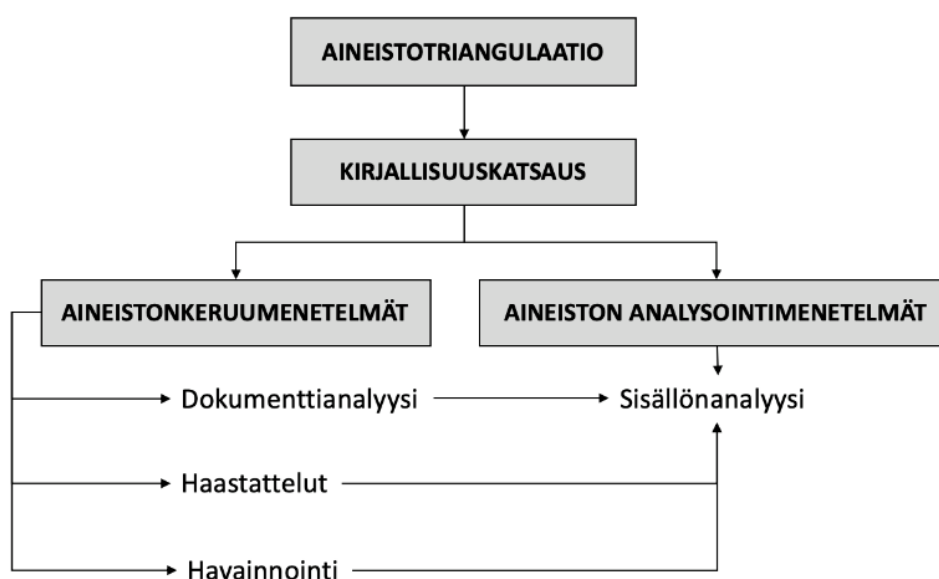 AINEISTOTRIANGULAATIO
KIRJALLISUUSKATSAUS
AINEISTONKERUUMENETELMÄT
AINEISTON ANALYSOINTIMENETELMÄT
Dokumenttianalyysi
Sisällönanalyysi
Haastattelut
Havainnointi